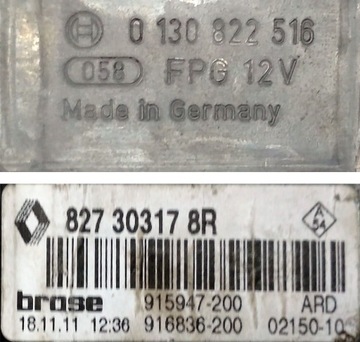 0 130 822 516
058 FPG 12V
Made in Germany
827 30317 8R
A
54
brose 915947-200 ARD
18.11.11 12:36 916836-200 02150-10